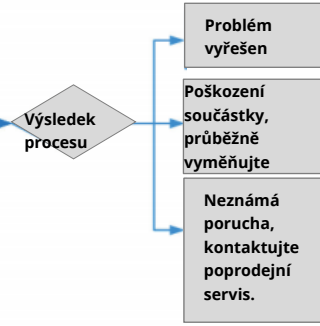 Výsledek
procesu
Problém
vyřešen
Poškození
součástky,
průběžně
vyměňujte
Neznámá
porucha,
kontaktujte
poprodejní
servis.